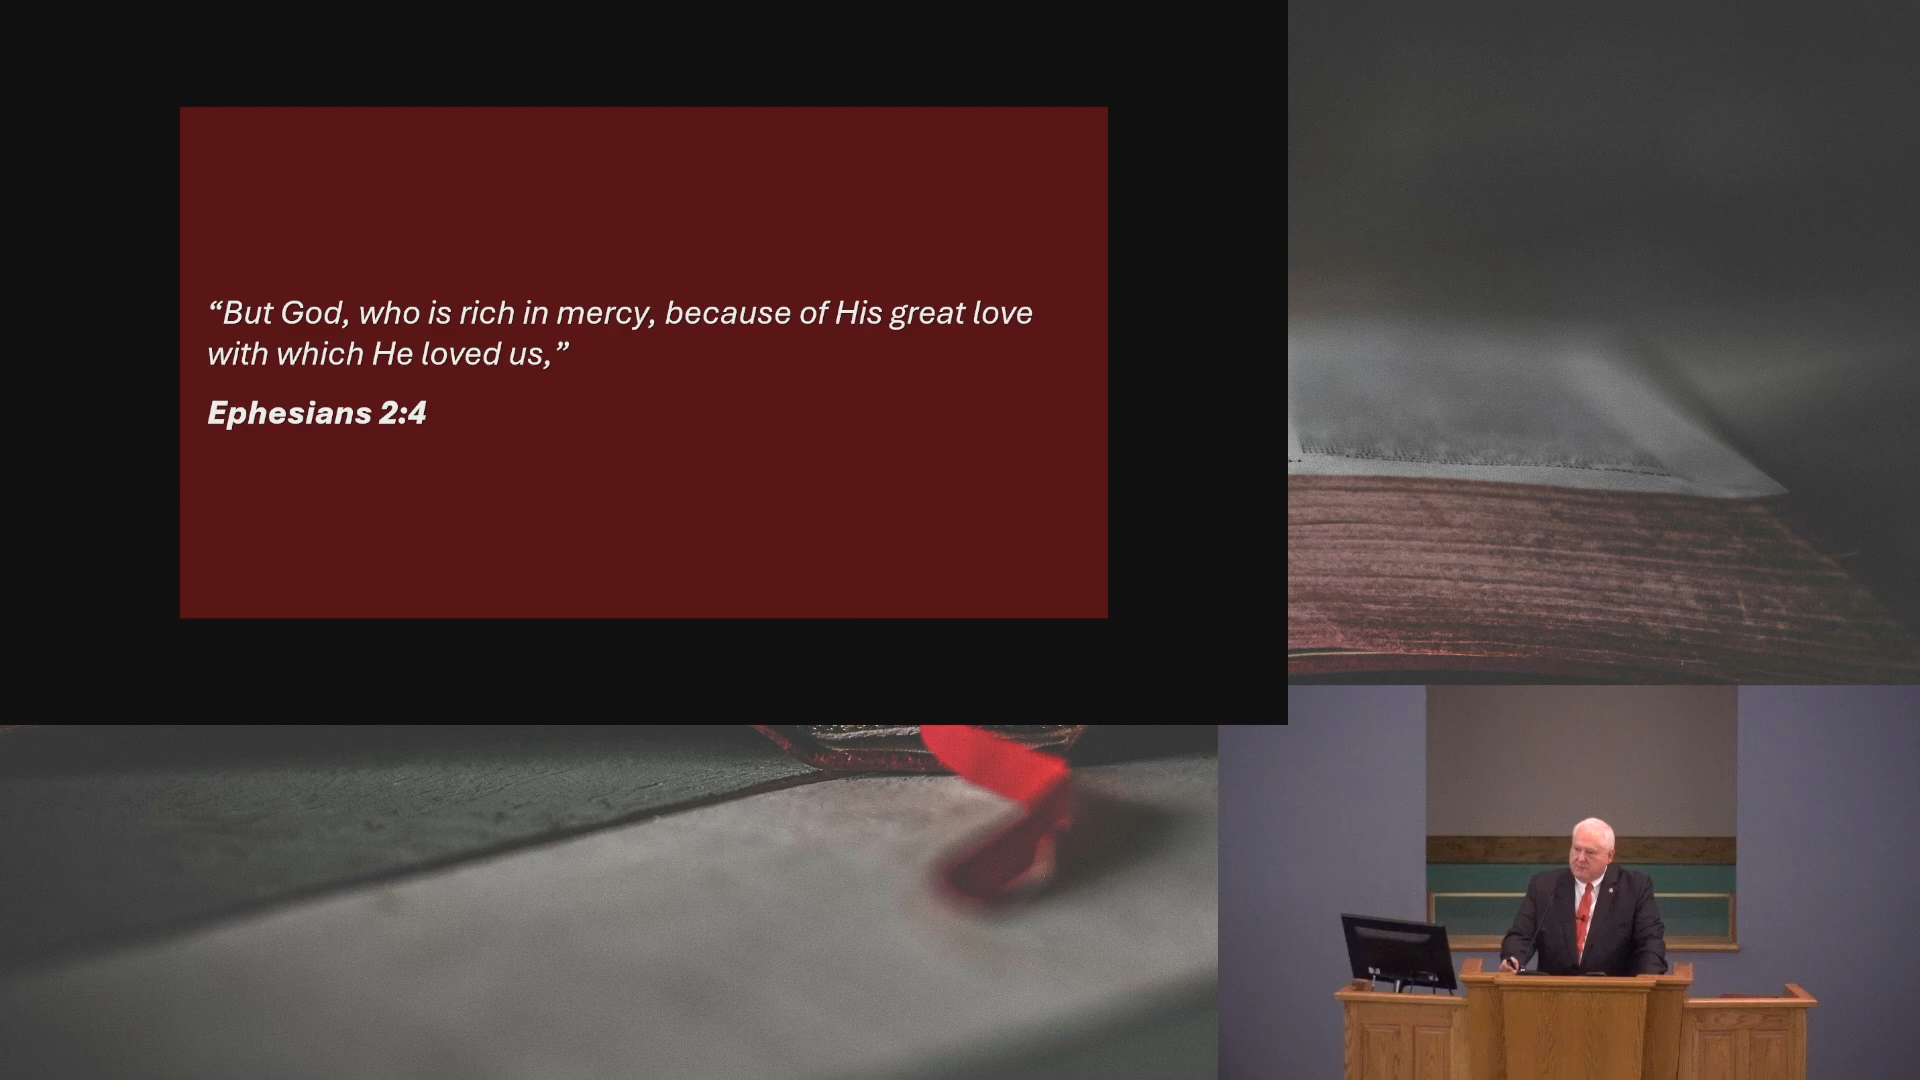 “But God, who is rich in mercy, because of His great love
with which He loved us,”
Ephesians 2:4